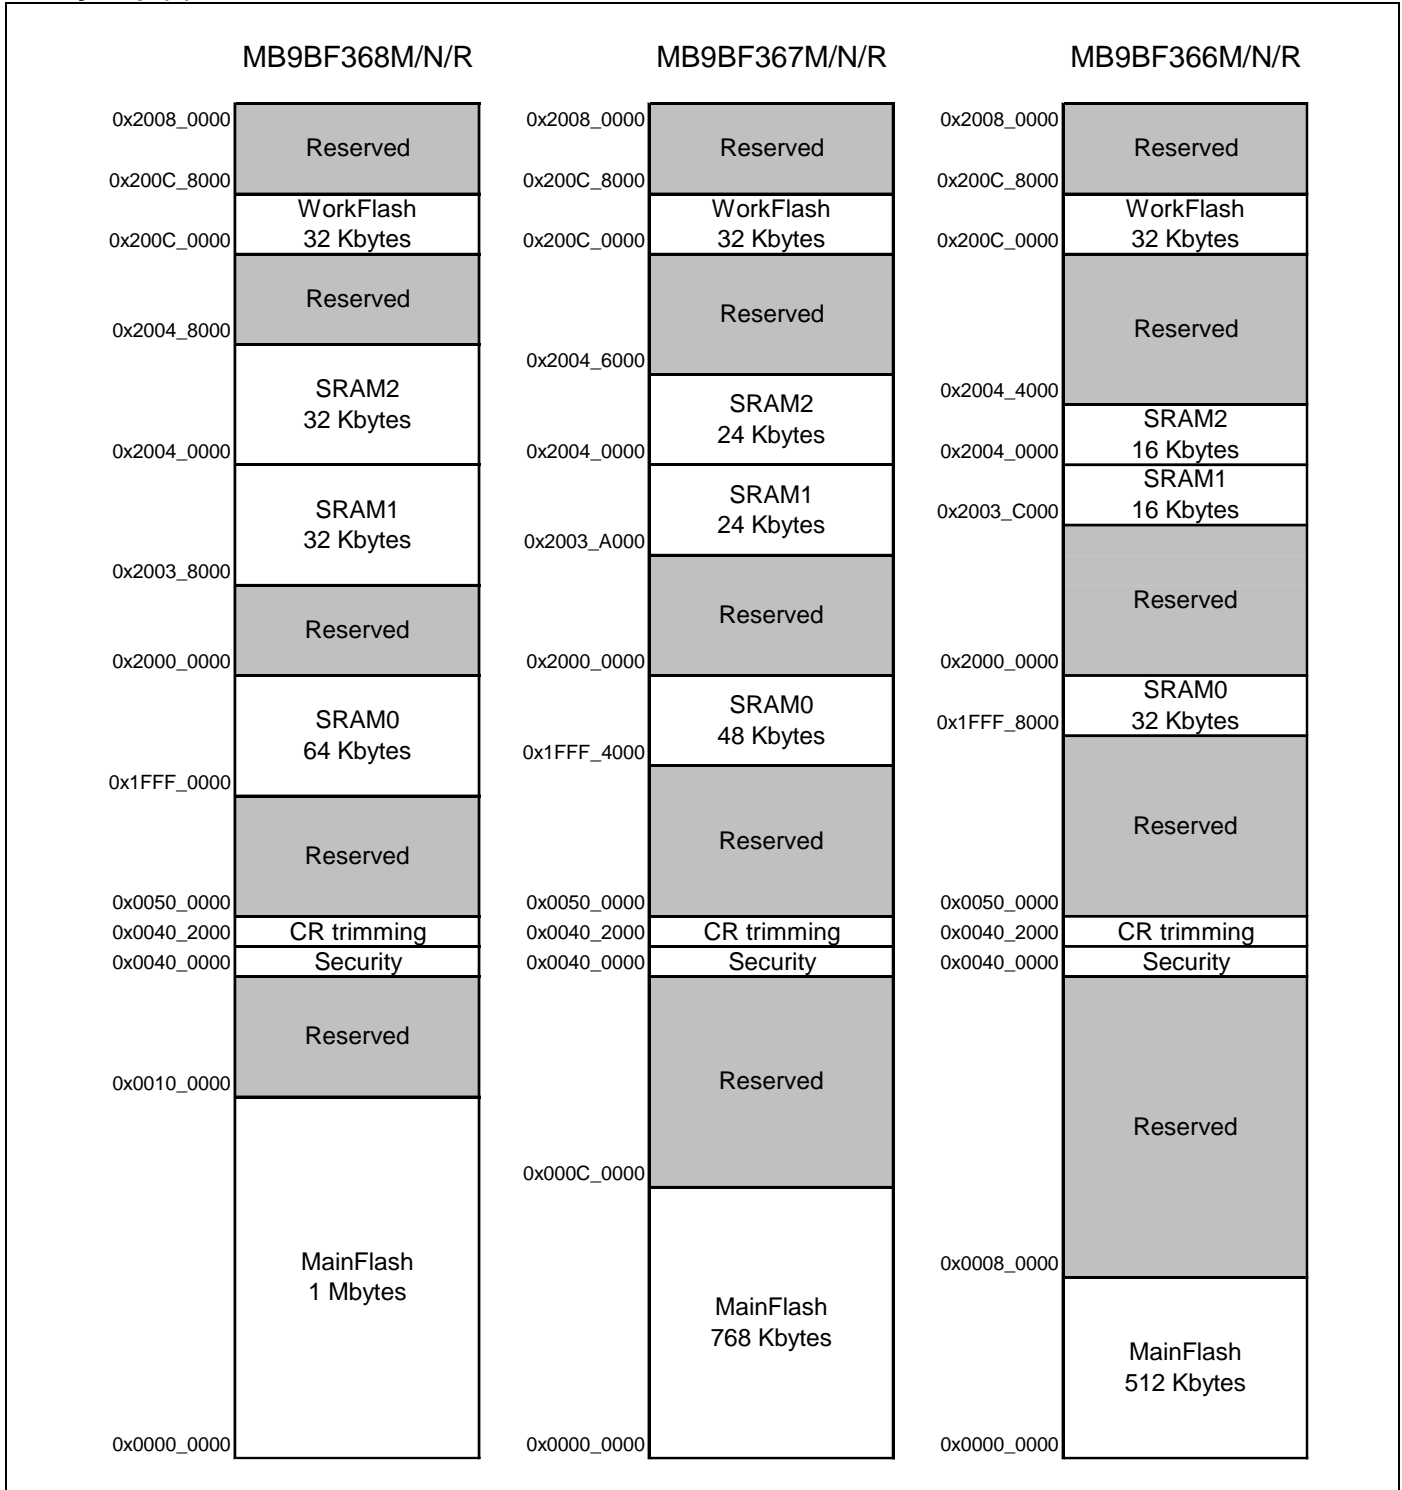 MB9BF368M/N/R
0x2008_0000
Reserved
0x200C_8000
WorkFlash
32 Kbytes
0x200C_0000
Reserved
0x2004_8000
SRAM2
32 Kbytes
0x2004_0000
SRAM1
32 Kbytes
0x2003_8000
Reserved
0x2000_0000
SRAM0
64 Kbytes
0x1FFF_0000
Reserved
0x0050_0000
CR trimming
0x0040_2000
Security
0x0040_0000
Reserved
0x0010_0000
MainFlash
1 Mbytes
0x0000_0000
MB9BF367M/N/R
0x2008_0000
Reserved
0x200C_8000
WorkFlash
32 Kbytes
0x200C_0000
Reserved
0x2004_6000
SRAM2
24 Kbytes
0x2004_0000
SRAM1
24 Kbytes
0x2003_A000
Reserved
0x2000_0000
SRAM0
48 Kbytes
0x1FFF_4000
Reserved
0x0050_0000
CR trimming
0x0040_2000
Security
0x0040_0000
Reserved
0x000C_0000
MainFlash
768 Kbytes
0x0000_0000
MB9BF366M/N/R
0x2008_0000
Reserved
0x200C_8000
WorkFlash
32 Kbytes
0x200C_0000
Reserved
0x2004_4000
SRAM2
16 Kbytes
0x2004_0000
SRAM1
16 Kbytes
0x2003_C000
Reserved
0x2000_0000
SRAM0
32 Kbytes
0x1FFF_8000
Reserved
0x0050_0000
CR trimming
0x0040_2000
Security
0x0040_0000
Reserved
0x0008_0000
MainFlash
512 Kbytes
0x0000_0000